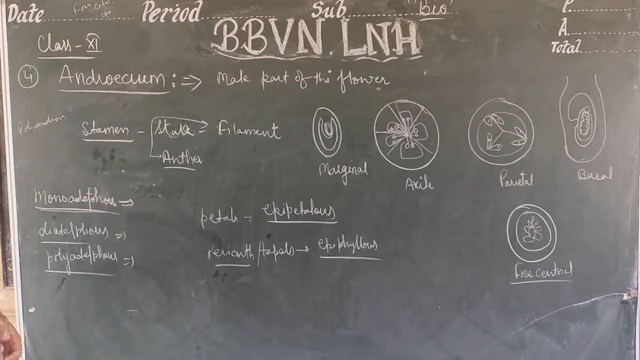 Date Period Sub "Bio" P
A
Total
Class - XI
BBVN LNH
④ Androecium :⇒ Male part of the flower
Stamen - Stalk ⇒ Filament
Anther
Marginal Axile Parietal Basal
Monoadelphous ⇒
diadelphous ⇒
polyadelphous ⇒
petals - epipetalous
perianth/tepals → epiphyllous
Free central